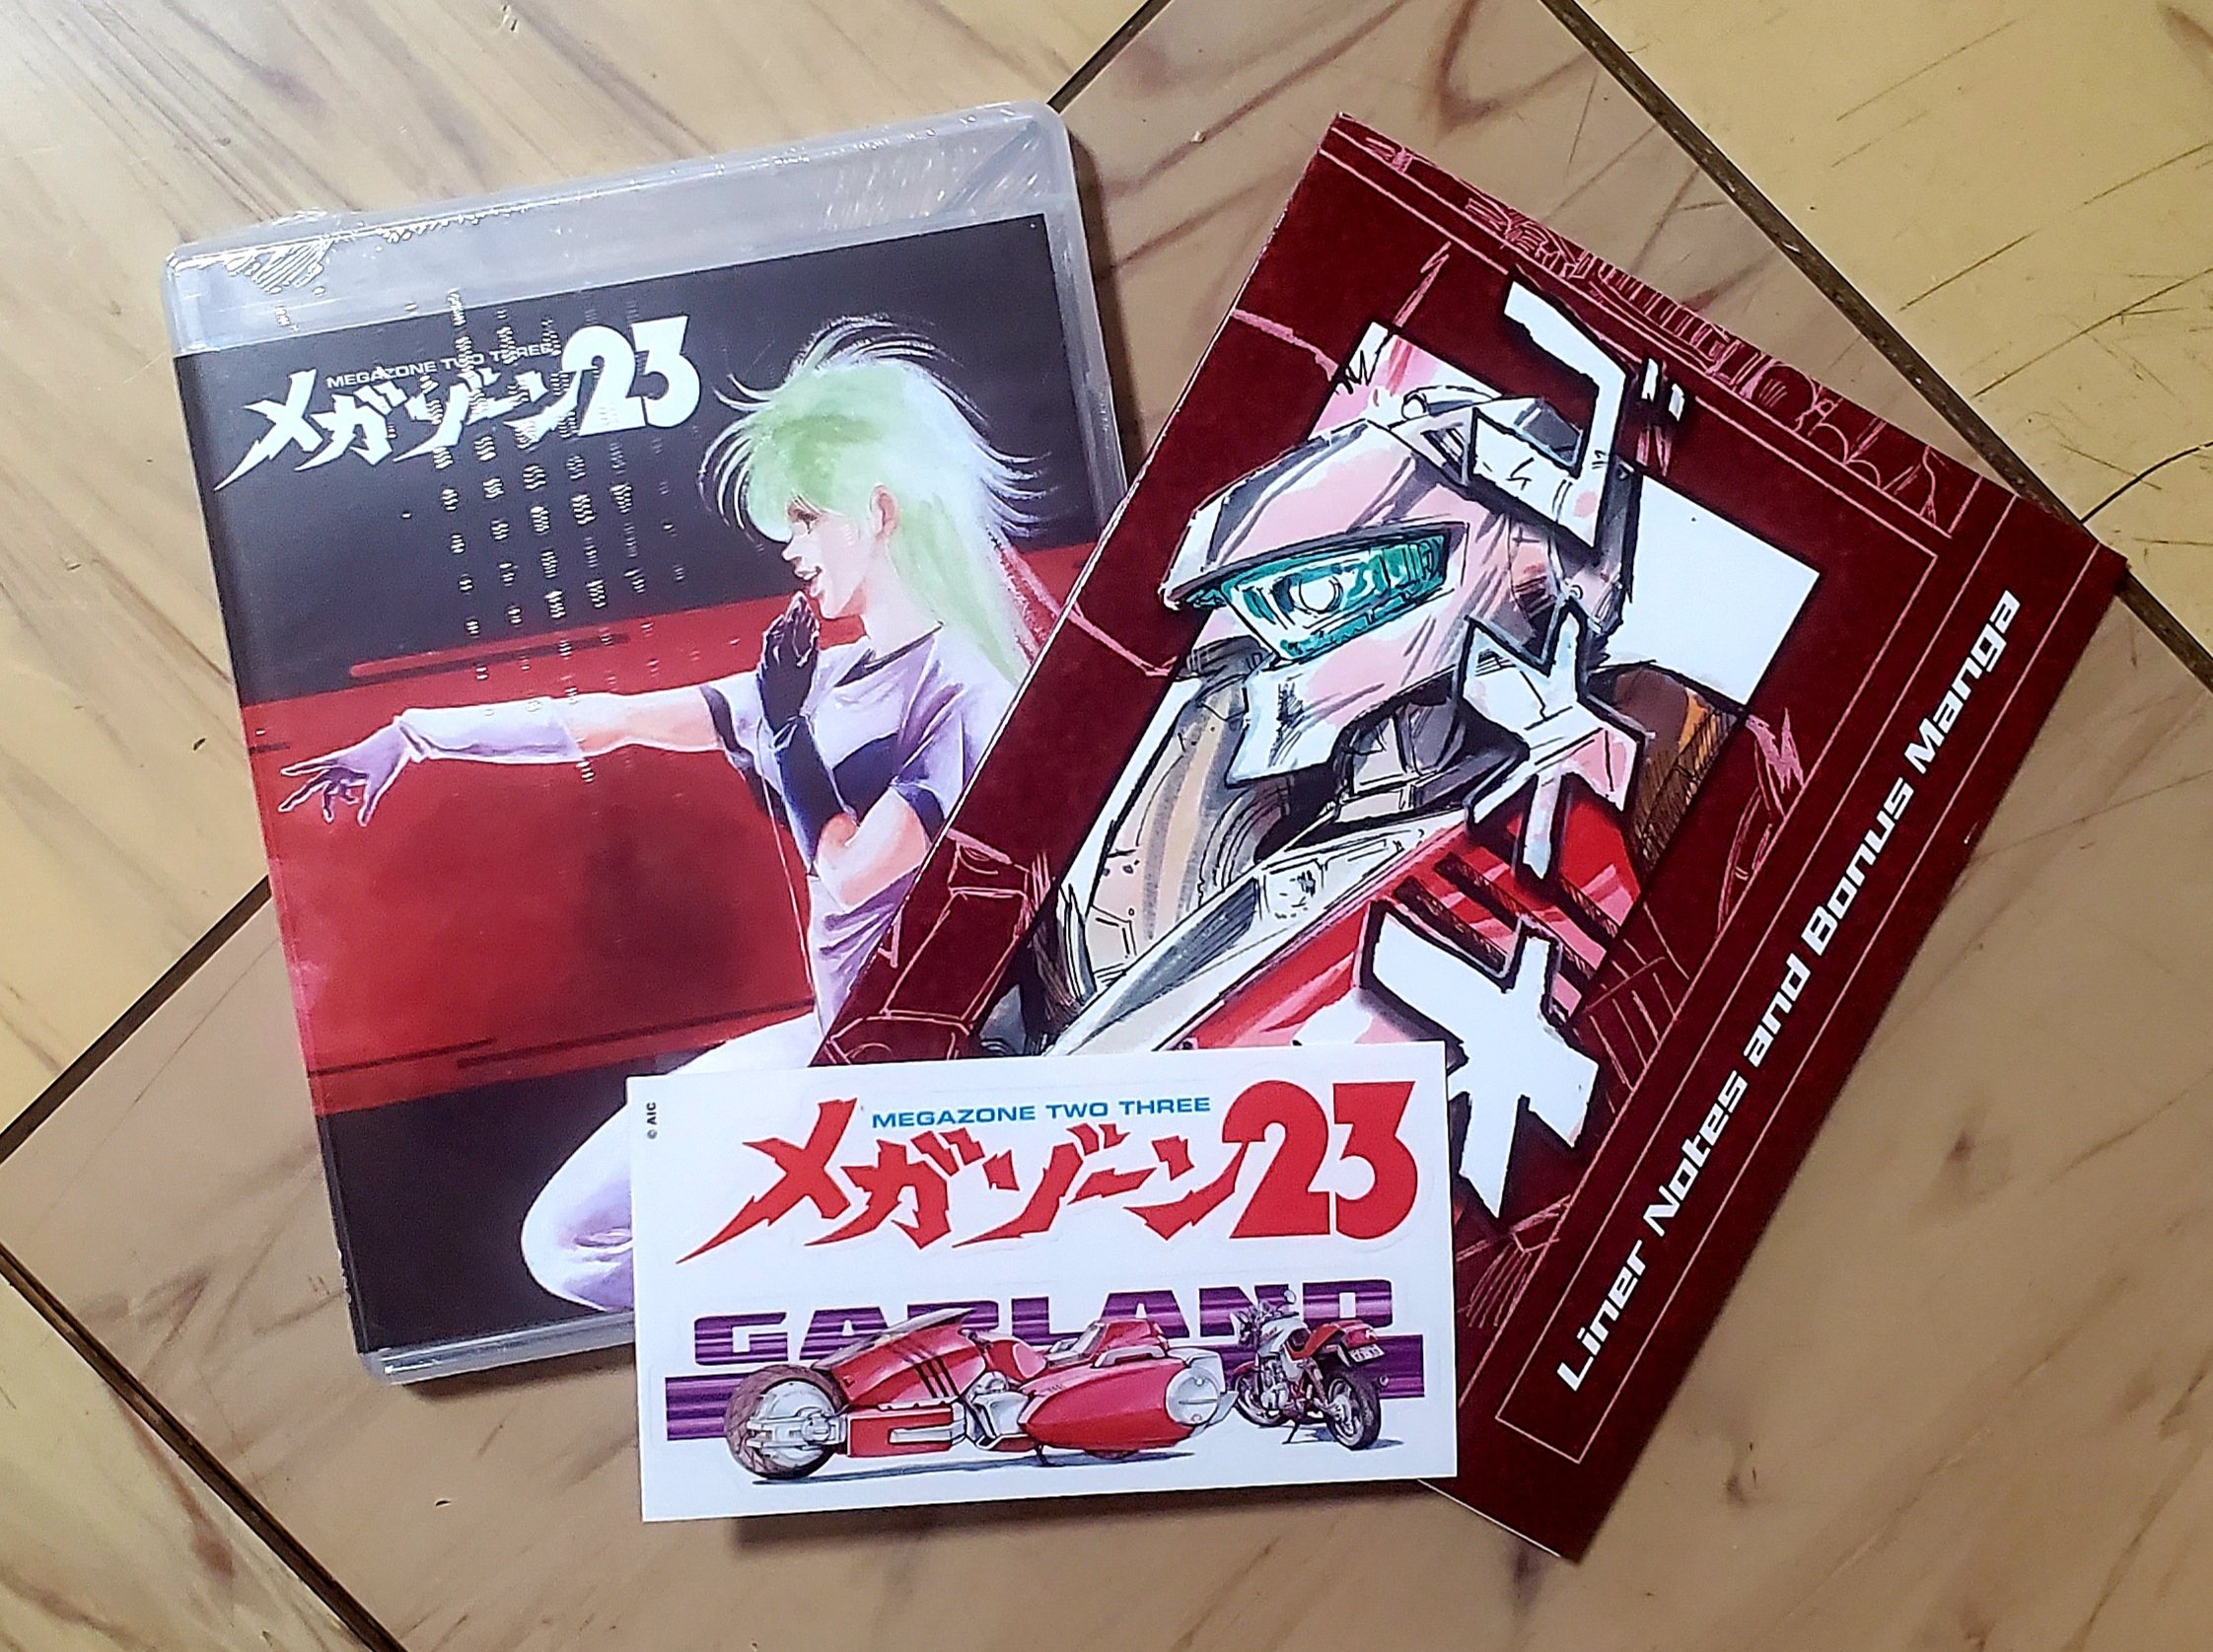 MEGAZONE TWO THREE
メガゾーン23
Liner Notes and Bonus Manga
© AIC
MEGAZONE TWO THREE
メガゾーン23
GARLAND